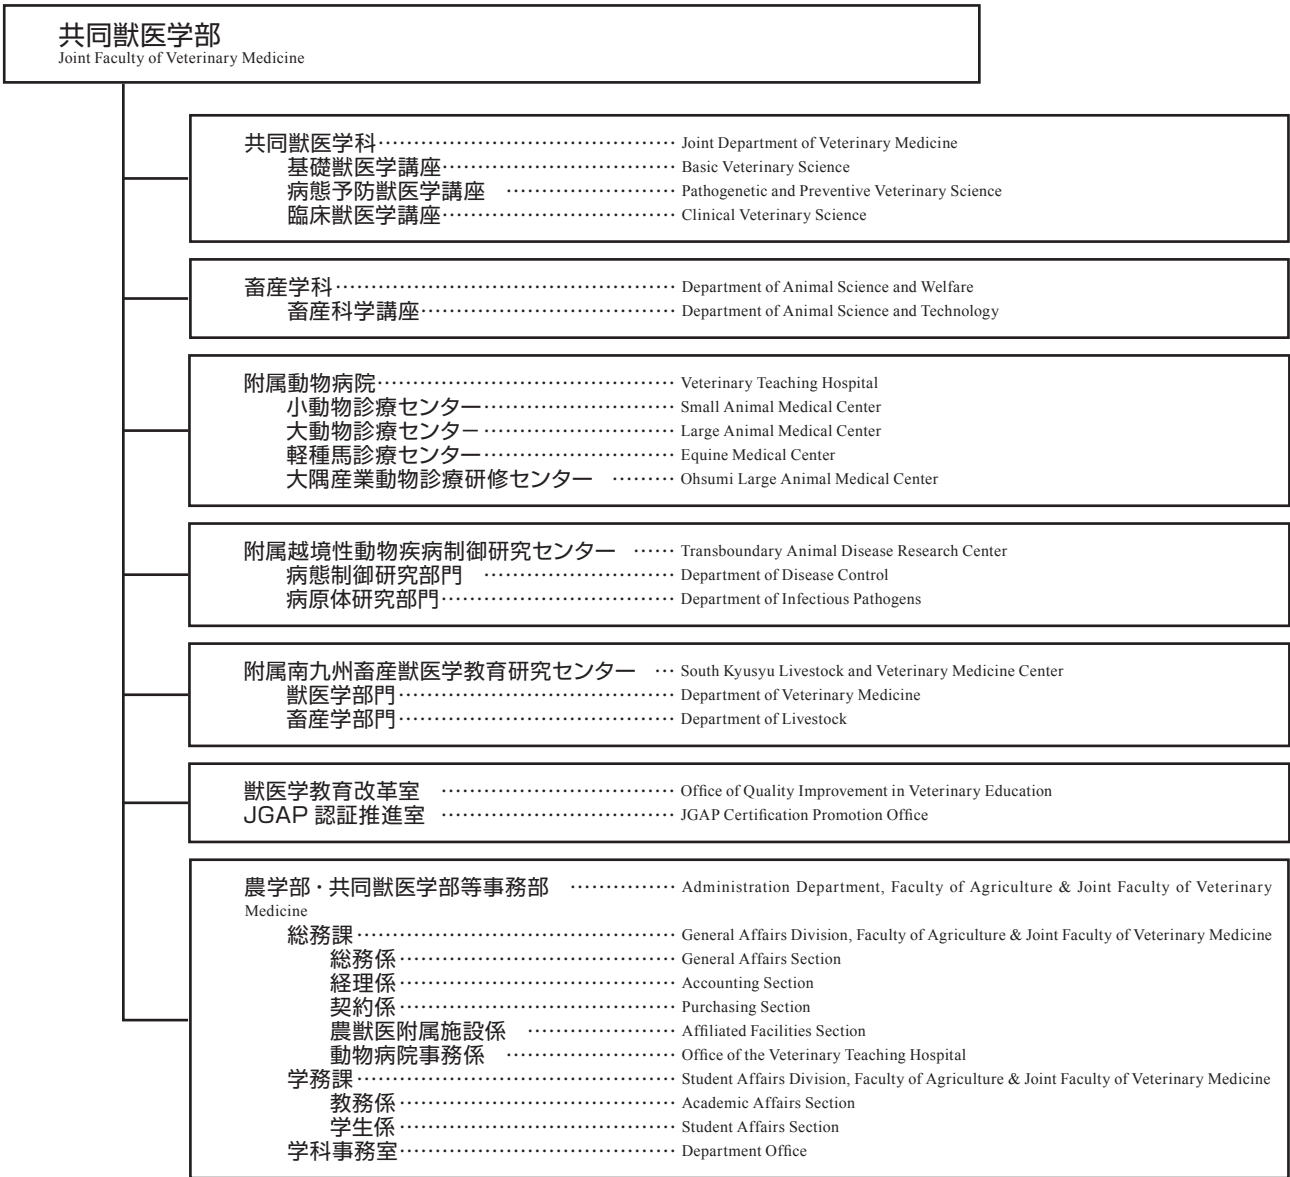 共同獣医学部
Joint Faculty of Veterinary Medicine
共同獣医学科…………………………………… Joint Department of Veterinary Medicine
基礎獣医学講座…………………………… Basic Veterinary Science
病態予防獣医学講座 …………………… Pathogenetic and Preventive Veterinary Science
臨床獣医学講座…………………………… Clinical Veterinary Science
畜産学科………………………………………… Department of Animal Science and Welfare
畜産科学講座……………………………… Department of Animal Science and Technology
附属動物病院…………………………………… Veterinary Teaching Hospital
小動物診療センター……………………… Small Animal Medical Center
大動物診療センター ……………………… Large Animal Medical Center
軽種馬診療センター……………………… Equine Medical Center
大隅産業動物診療研修センター ……… Ohsumi Large Animal Medical Center
附属越境性動物疾病制御研究センター …… Transboundary Animal Disease Research Center
病態制御研究部門 ……………………… Department of Disease Control
病原体研究部門…………………………… Department of Infectious Pathogens
附属南九州畜産獣医学教育研究センター … South Kyusyu Livestock and Veterinary Medicine Center
獣医学部門………………………………… Department of Veterinary Medicine
畜産学部門………………………………… Department of Livestock
獣医学教育改革室 …………………………… Office of Quality Improvement in Veterinary Education
JGAP 認証推進室 …………………………… JGAP Certification Promotion Office
農学部・共同獣医学部等事務部 …………… Administration Department, Faculty of Agriculture & Joint Faculty of Veterinary
Medicine
総務課……………………………………… General Affairs Division, Faculty of Agriculture & Joint Faculty of Veterinary Medicine
総務係………………………………… General Affairs Section
経理係………………………………… Accounting Section
契約係………………………………… Purchasing Section
農獣医附属施設係 ………………… Affiliated Facilities Section
動物病院事務係 …………………… Office of the Veterinary Teaching Hospital
学務課……………………………………… Student Affairs Division, Faculty of Agriculture & Joint Faculty of Veterinary Medicine
教務係………………………………… Academic Affairs Section
学生係………………………………… Student Affairs Section
学科事務室………………………………… Department Office